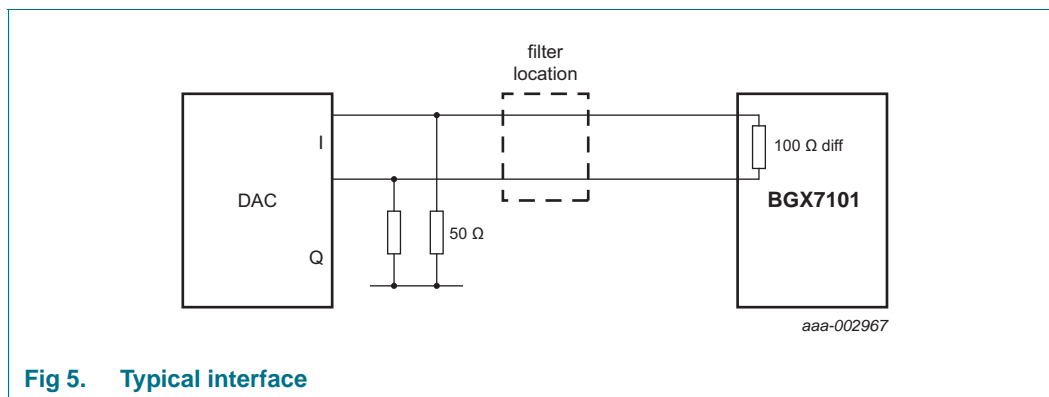 filter
location
I
100 Ω diff
DAC
BGX7101
50 Ω
Q
aaa-002967
Fig 5. Typical interface